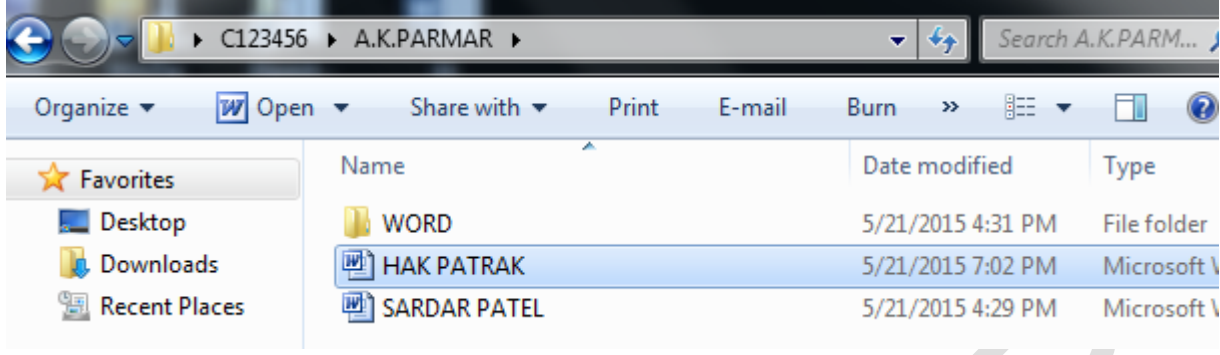 C123456 A.K.PARMAR Search A.K.PARM...
Organize Open Share with Print E-mail Burn »
Name Date modified Type
Favorites
Desktop WORD 5/21/2015 4:31 PM File folder
Downloads HAK PATRAK 5/21/2015 7:02 PM Microsoft
Recent Places SARDAR PATEL 5/21/2015 4:29 PM Microsoft